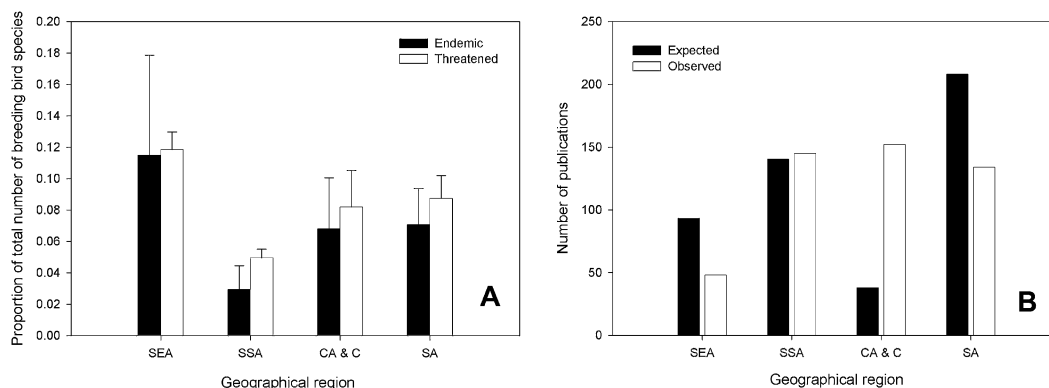 Proportion of total number of breeding bird species
0.20
0.18
0.16
0.14
0.12
0.10
0.08
0.06
0.04
0.02
0.00
Endemic
Threatened
A
SEA SSA CA & C SA
Geographical region
Number of publications
250
200
150
100
50
0
Expected
Observed
B
SEA SSA CA & C SA
Geographical region